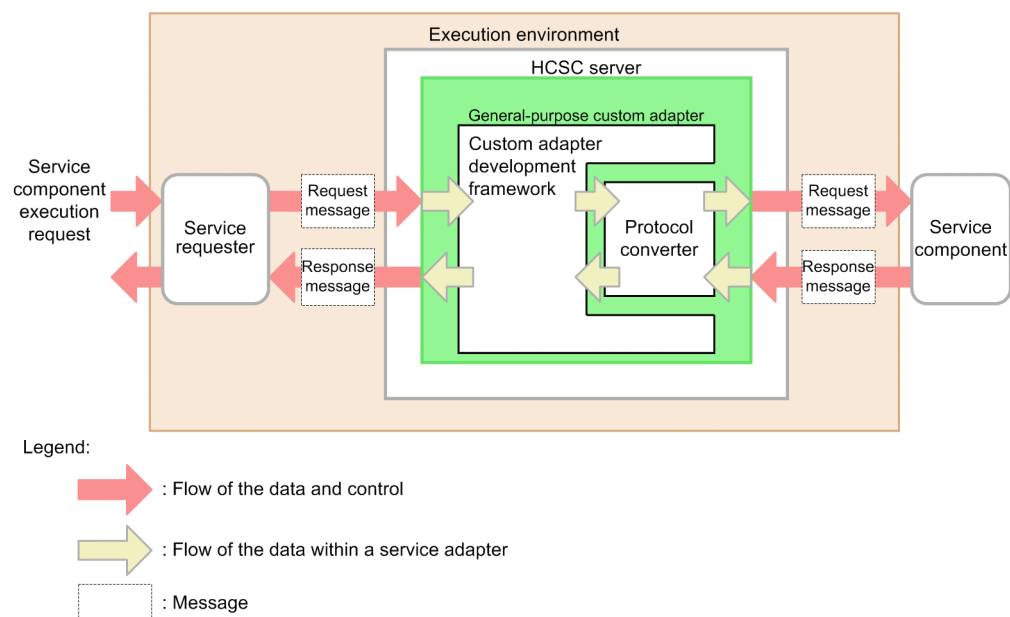 Execution environment
HCSC server
General-purpose custom adapter
Custom adapter
development
framework
Service
component
execution
request
Service
requester
Request
message
Response
message
Protocol
converter
Request
message
Response
message
Service
component
Legend:
: Flow of the data and control
: Flow of the data within a service adapter
: Message